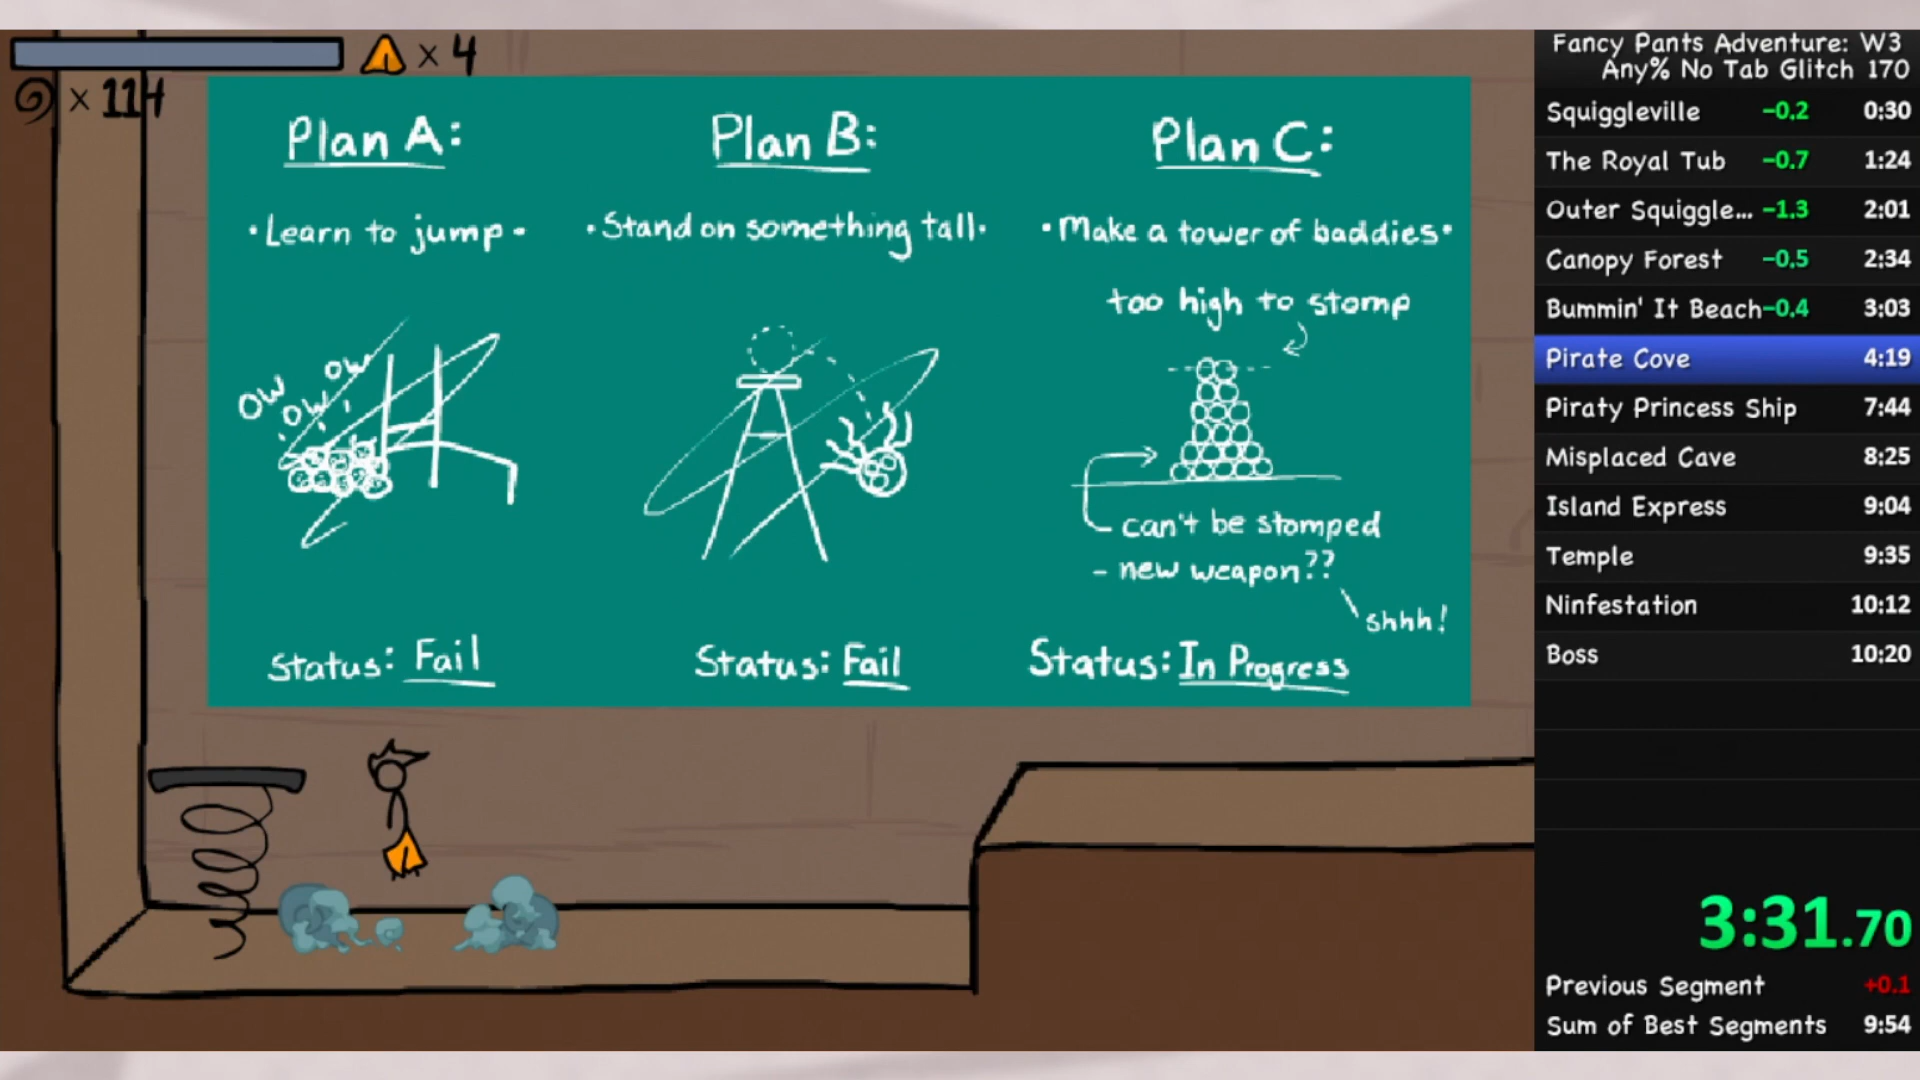 × 4
× 114
Plan A:
• Learn to jump •
ow
ow
ow
Status: Fail
Plan B:
• Stand on something tall •
Status: Fail
Plan C:
• Make a tower of baddies •
too high to stomp
can't be stomped
- new weapon??
shhh!
Status: In Progress
Fancy Pants Adventure: W3
Any% No Tab Glitch 170
Squiggleville -0.2 0:30
The Royal Tub -0.7 1:24
Outer Squiggle... -1.3 2:01
Canopy Forest -0.5 2:34
Bummin' It Beach -0.4 3:03
Pirate Cove 4:19
Piraty Princess Ship 7:44
Misplaced Cave 8:25
Island Express 9:04
Temple 9:35
Ninfestation 10:12
Boss 10:20
3:31.70
Previous Segment +0.1
Sum of Best Segments 9:54